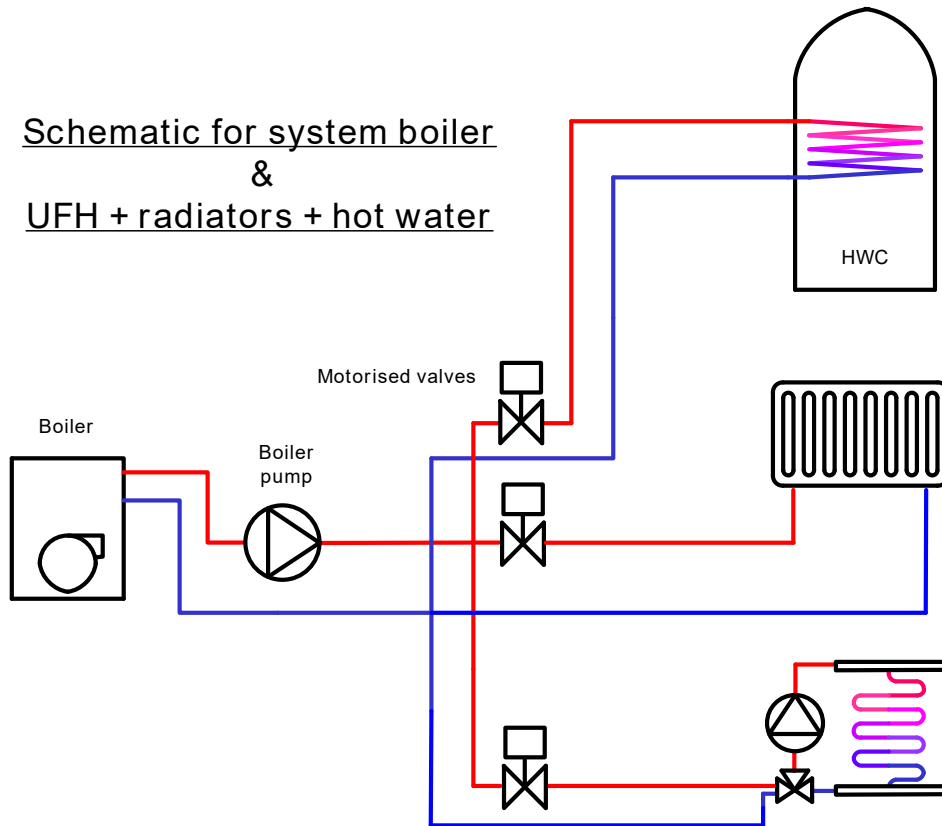 Schematic for system boiler
&
UFH + radiators + hot water
HWC
Motorised valves
Boiler
Boiler
pump